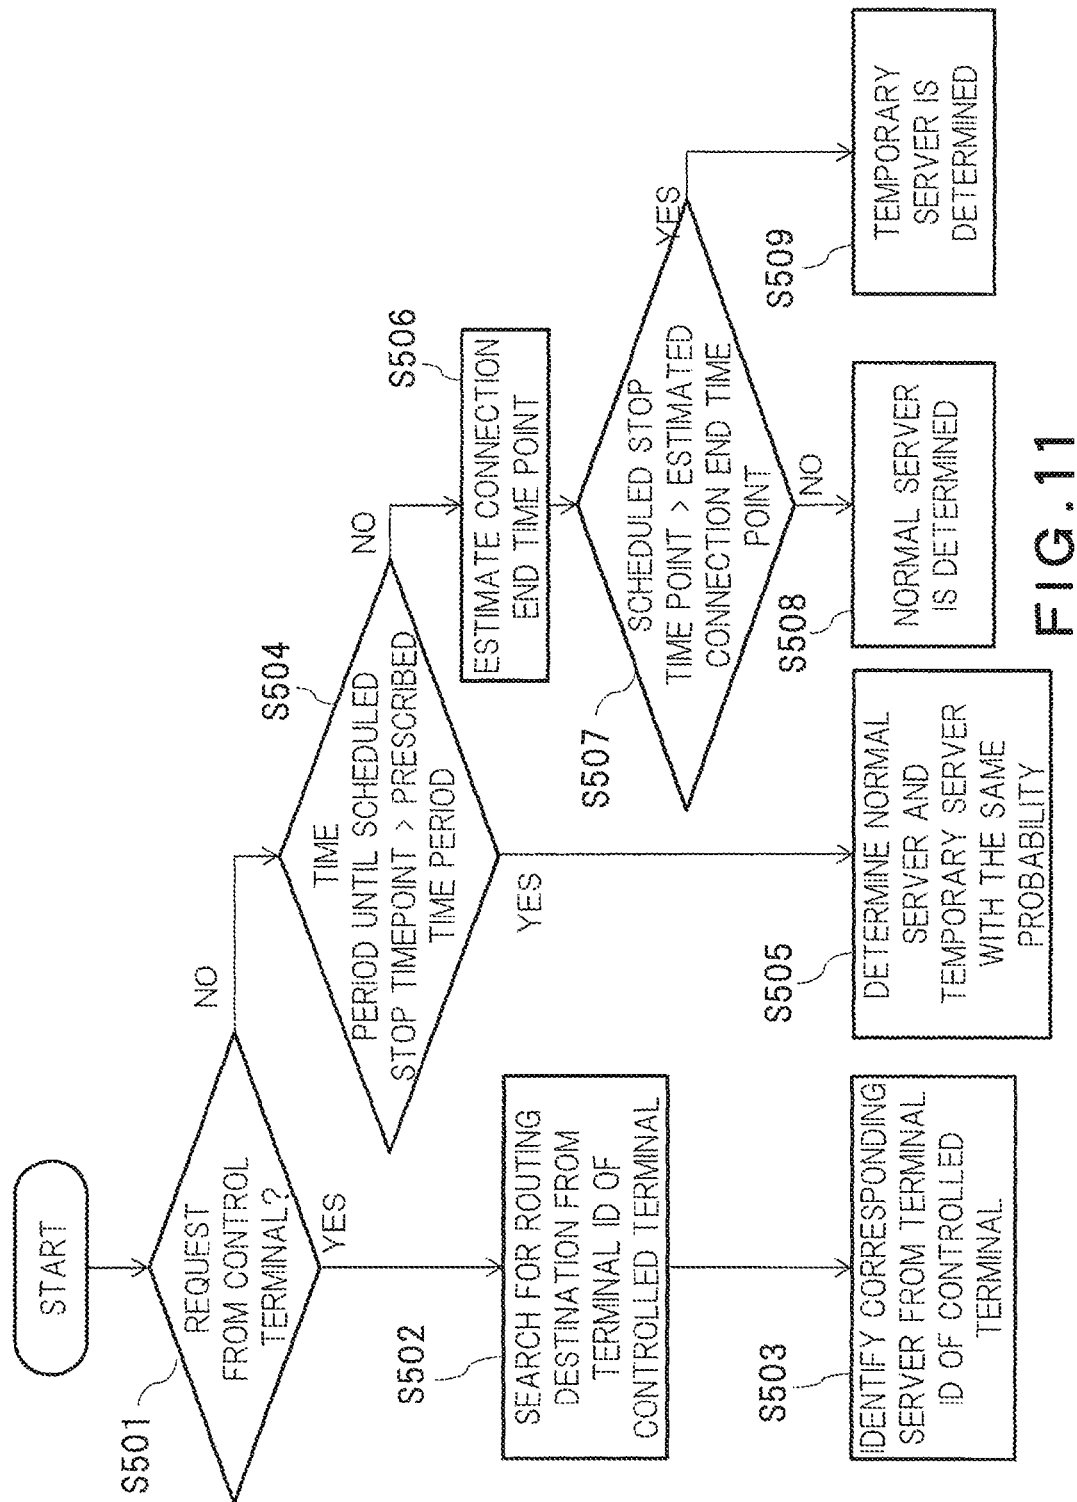 START
S501
REQUEST
FROM CONTROL
TERMINAL?
YES
NO
S502
SEARCH FOR ROUTING
DESTINATION FROM
TERMINAL ID OF
CONTROLLED TERMINAL
S503
IDENTIFY CORRESPONDING
SERVER FROM TERMINAL
ID OF CONTROLLED
TERMINAL
S504
TIME
PERIOD UNTIL SCHEDULED
STOP TIMEPOINT > PRESCRIBED
TIME PERIOD
YES
NO
S505
DETERMINE NORMAL
SERVER AND
TEMPORARY SERVER
WITH THE SAME
PROBABILITY
S506
ESTIMATE CONNECTION
END TIME POINT
S507
SCHEDULED STOP
TIME POINT > ESTIMATED
CONNECTION END TIME
POINT
NO
YES
S508
NORMAL SERVER
IS DETERMINED
S509
TEMPORARY
SERVER IS
DETERMINED
FIG.11